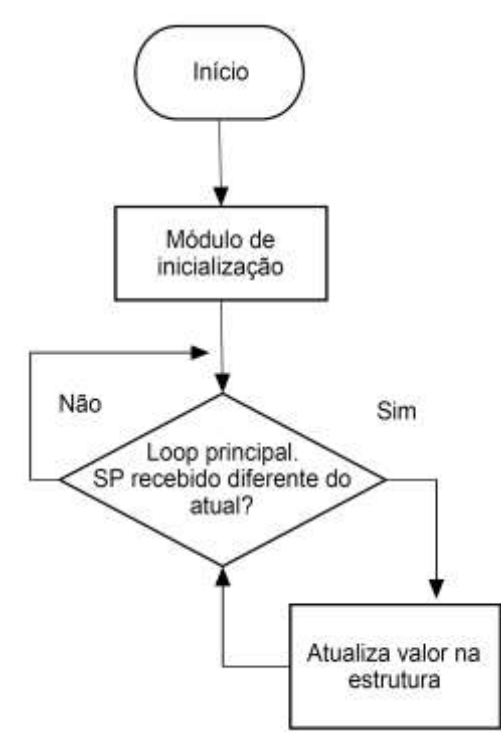 Início
Módulo de
inicialização
Não
Sim
Loop principal.
SP recebido diferente do
atual?
Atualiza valor na
estrutura